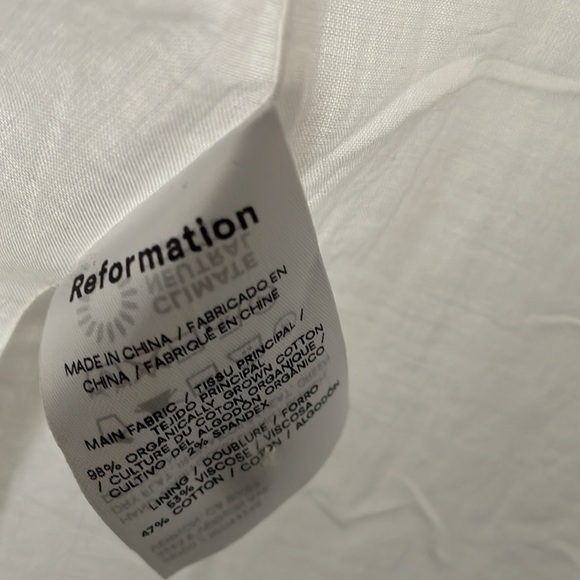 Reformation
MADE IN CHINA / FABRICADO EN
CHINA / FABRIQUÉ EN CHINE
MAIN FABRIC / TISSU PRINCIPAL /
TEJIDO PRINCIPAL
98% ORGANICALLY GROWN COTTON
/ CULTURE DU COTON ORGANIQUE /
CULTIVO DEL ALGODÓN ORGÁNICO
2% SPANDEX
LINING / DOUBLURE / FORRO
53% VISCOSE / VISCOSA
47% COTTON / COTON / ALGODÓN
CLIMATE
NEUTRAL